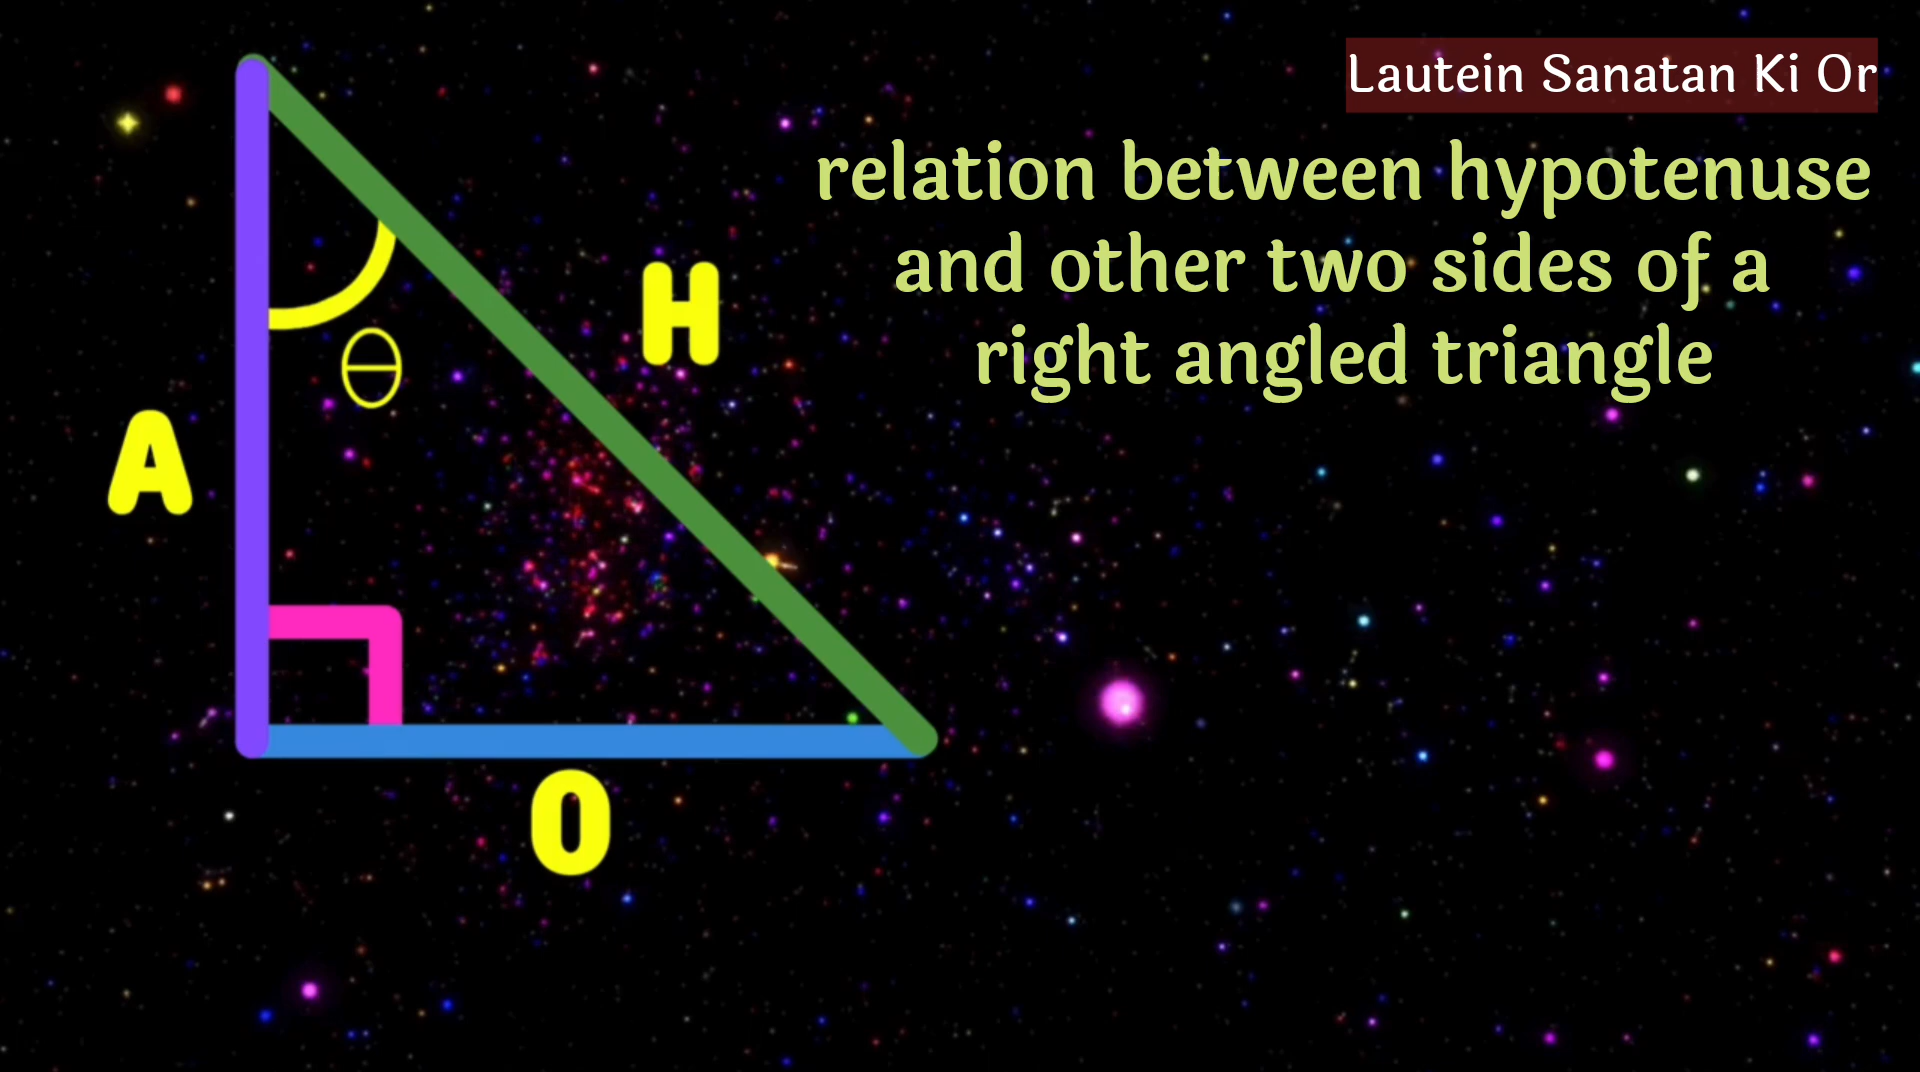 Lautein Sanatan Ki Or
relation between hypotenuse
and other two sides of a
right angled triangle
H
θ
A
O